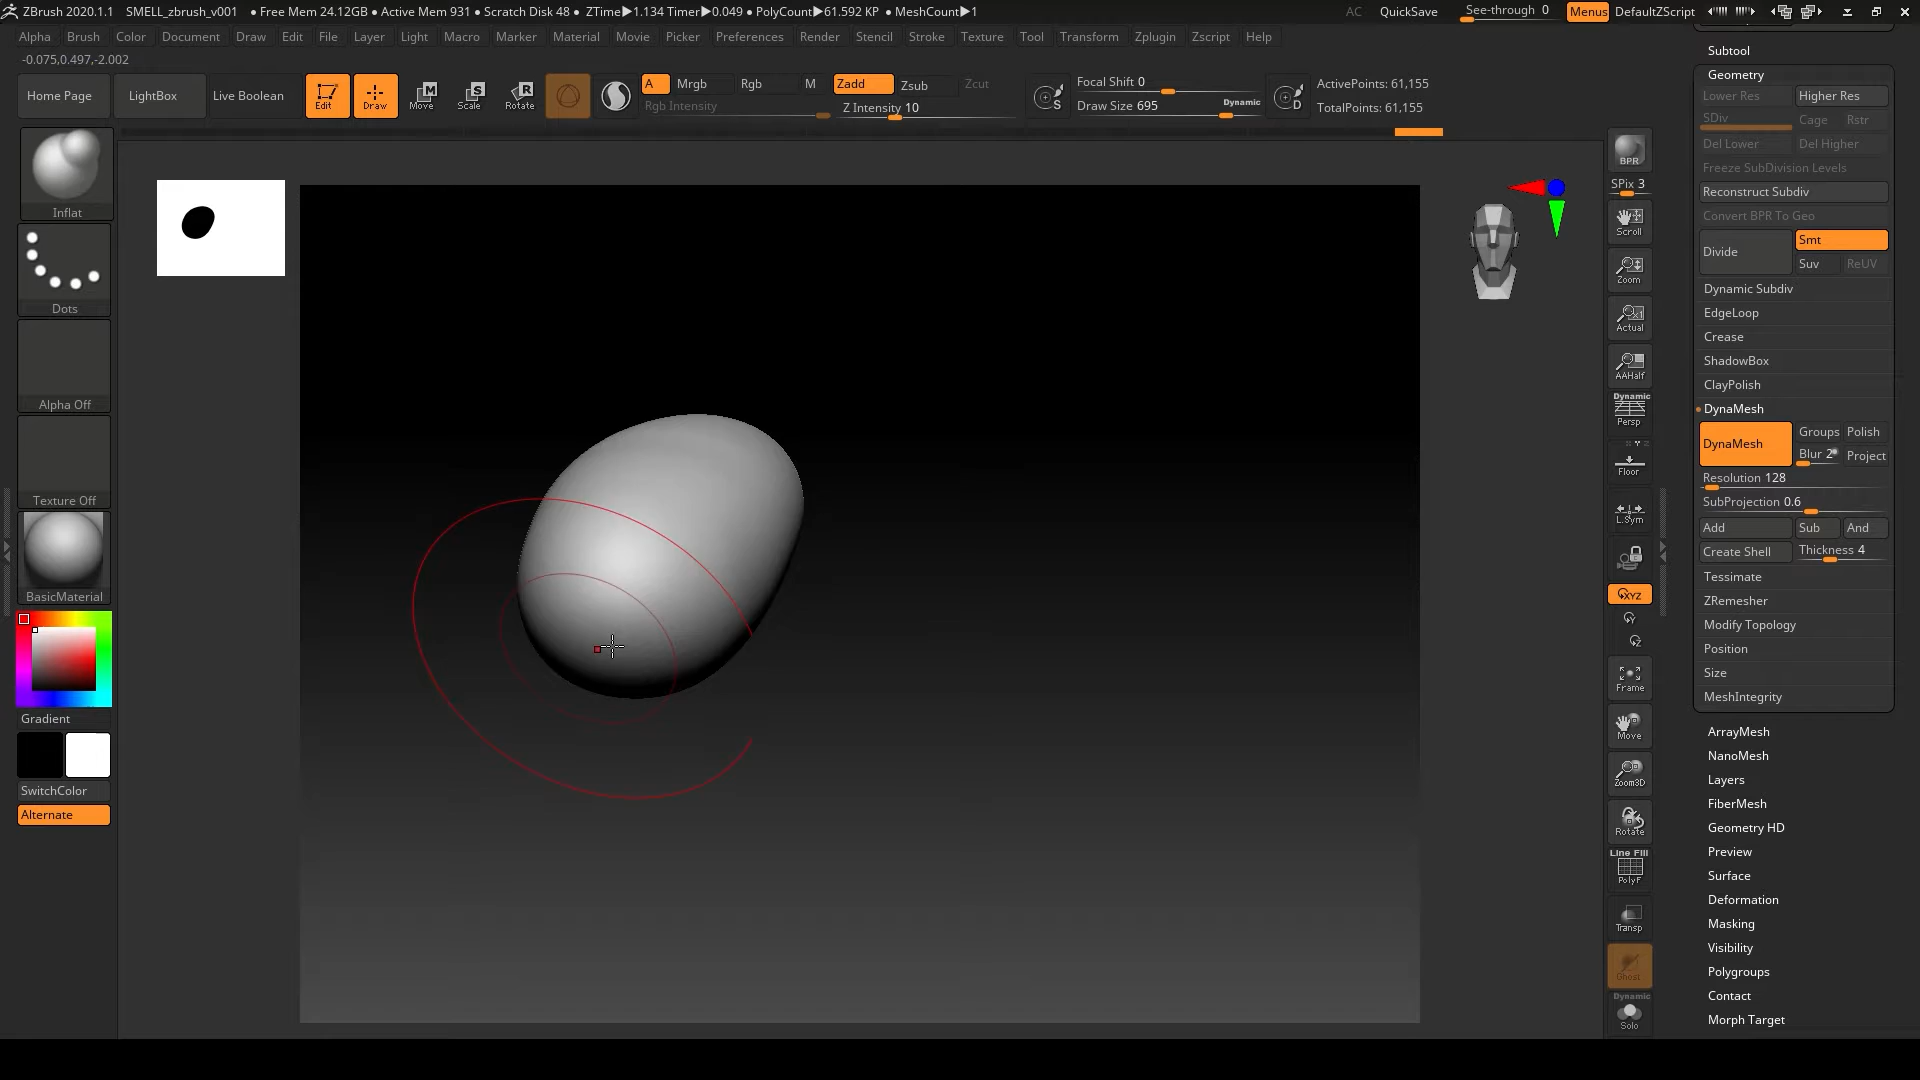 ZBrush 2020.1.1 SMELL_zbrush_v001 • Free Mem 24.12GB • Active Mem 931 • Scratch Disk 48 • ZTime▶1.134 Timer▶0.049 • PolyCount▶61.592 KP • MeshCount▶1 AC QuickSave See-through 0 Menus DefaultZScript
Alpha Brush Color Document Draw Edit File Layer Light Macro Marker Material Movie Picker Preferences Render Stencil Stroke Texture Tool Transform Zplugin Zscript Help
-0.075,0.497,-2.002
Home Page LightBox Live Boolean Edit Draw Move Scale Rotate
A Mrgb Rgb M Zadd Zsub Zcut
Rgb Intensity Z Intensity 10
Focal Shift 0
Draw Size 695 Dynamic
ActivePoints: 61,155
TotalPoints: 61,155
Inflat
Dots
Alpha Off
Texture Off
BasicMaterial
Gradient
SwitchColor
Alternate
BPR
SPix 3
Scroll
Zoom
Actual
AAHalf
Dynamic
Persp
Floor
L.Sym
XYZ
Y
Z
Frame
Move
Zoom3D
Rotate
Line Fill
PolyF
Transp
Ghost
Dynamic
Solo
Subtool
Geometry
Lower Res Higher Res
SDiv Cage Rstr
Del Lower Del Higher
Freeze SubDivision Levels
Reconstruct Subdiv
Convert BPR To Geo
Divide Smt
Suv ReUV
Dynamic Subdiv
EdgeLoop
Crease
ShadowBox
ClayPolish
DynaMesh
DynaMesh Groups Polish
Blur 2 Project
Resolution 128
SubProjection 0.6
Add Sub And
Create Shell Thickness 4
Tessimate
ZRemesher
Modify Topology
Position
Size
MeshIntegrity
ArrayMesh
NanoMesh
Layers
FiberMesh
Geometry HD
Preview
Surface
Deformation
Masking
Visibility
Polygroups
Contact
Morph Target